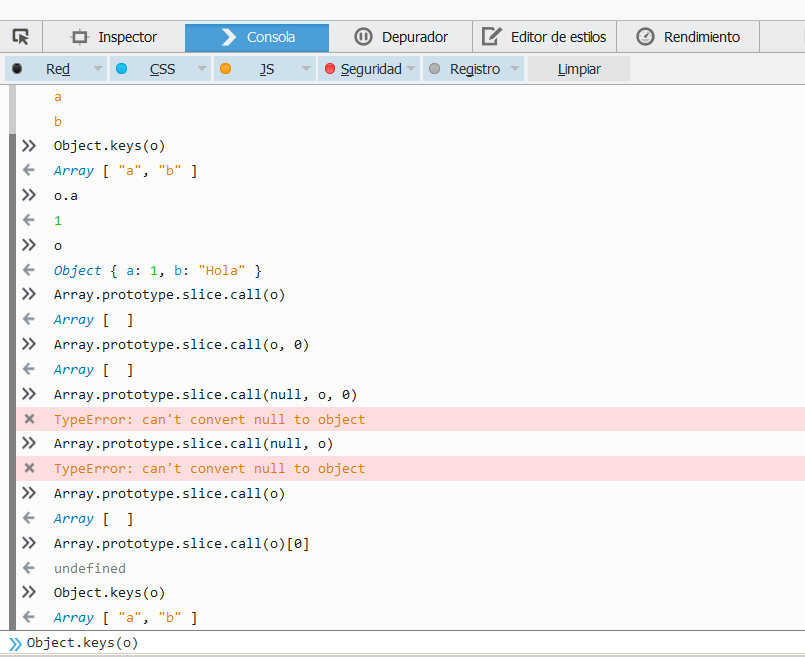 Inspector Consola Depurador Editor de estilos Rendimiento
Red CSS JS Seguridad Registro Limpiar
a
b
Object.keys(o)
Array [ "a", "b" ]
o.a
1
o
Object { a: 1, b: "Hola" }
Array.prototype.slice.call(o)
Array [  ]
Array.prototype.slice.call(o, 0)
Array [  ]
Array.prototype.slice.call(null, o, 0)
TypeError: can't convert null to object
Array.prototype.slice.call(null, o)
TypeError: can't convert null to object
Array.prototype.slice.call(o)
Array [  ]
Array.prototype.slice.call(o)[0]
undefined
Object.keys(o)
Array [ "a", "b" ]
Object.keys(o)